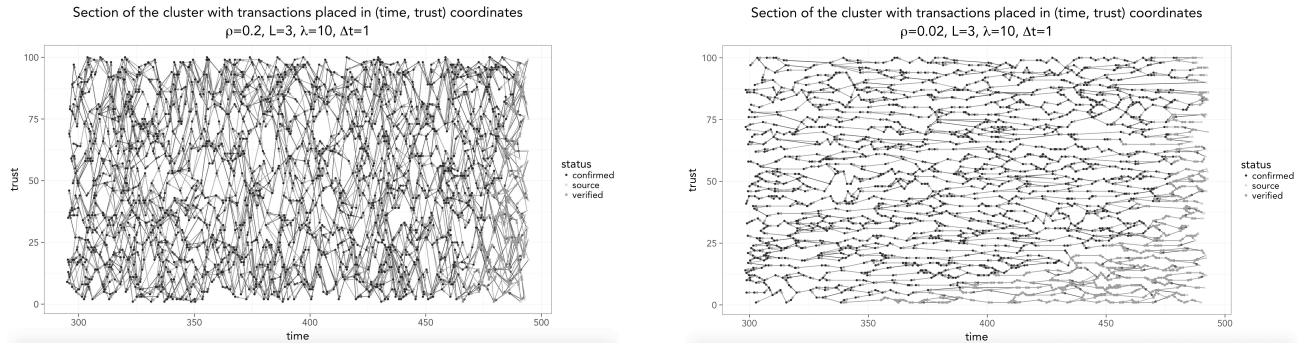 Section of the cluster with transactions placed in (time, trust) coordinates
ρ=0.2, L=3, λ=10, Δt=1
100
75
50
25
0
trust
300
350
400
450
500
time
status
confirmed
source
verified
Section of the cluster with transactions placed in (time, trust) coordinates
ρ=0.02, L=3, λ=10, Δt=1
100
75
50
25
0
trust
300
350
400
450
500
time
status
confirmed
source
verified